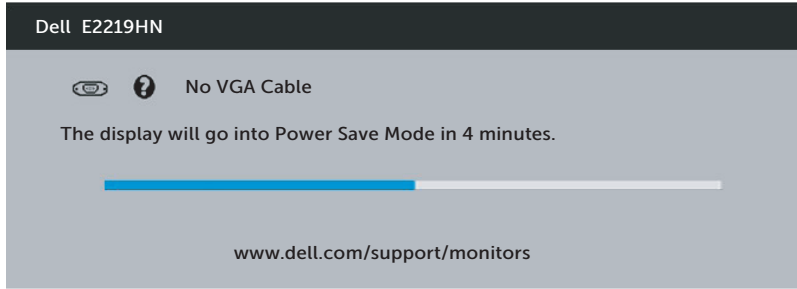 Dell E2219HN
No VGA Cable
The display will go into Power Save Mode in 4 minutes.
www.dell.com/support/monitors